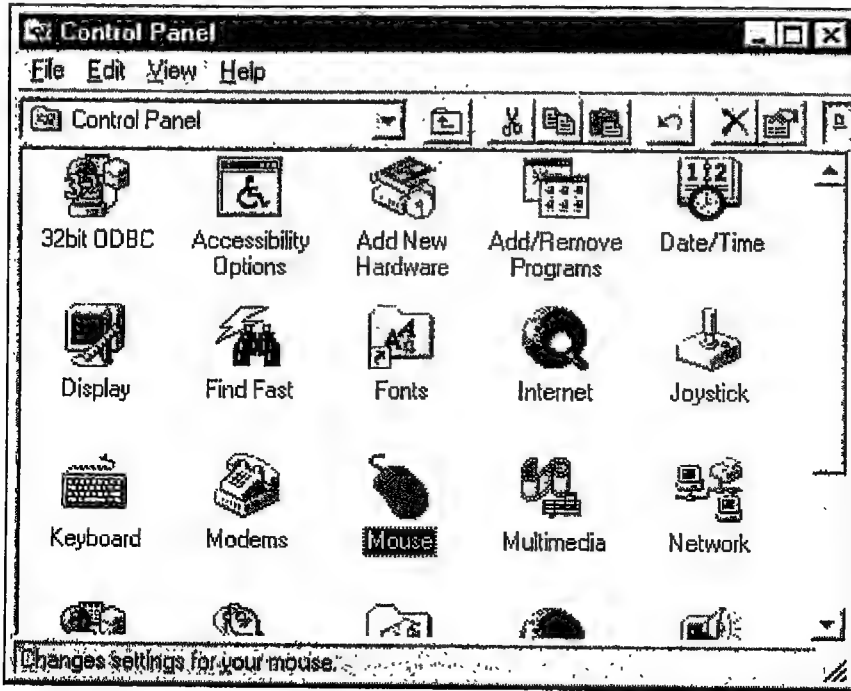 Control Panel
File Edit View Help
Control Panel
32bit ODBC
Accessibility Options
Add New Hardware
Add/Remove Programs
Date/Time
Display
Find Fast
Fonts
Internet
Joystick
Keyboard
Modems
Mouse
Multimedia
Network
Changes settings for your mouse.